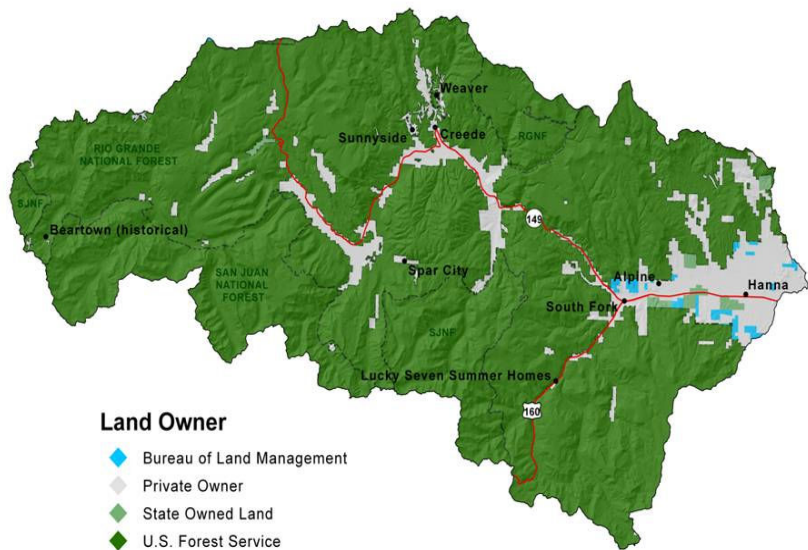 Weaver
Sunnyside
Creede
RGNF
RIO GRANDE
NATIONAL FOREST
SJNF
Beartown (historical)
149
Spar City
SAN JUAN
NATIONAL
FOREST
Alpine
Hanna
South Fork
SJNF
Lucky Seven Summer Homes
160
Land Owner
Bureau of Land Management
Private Owner
State Owned Land
U.S. Forest Service